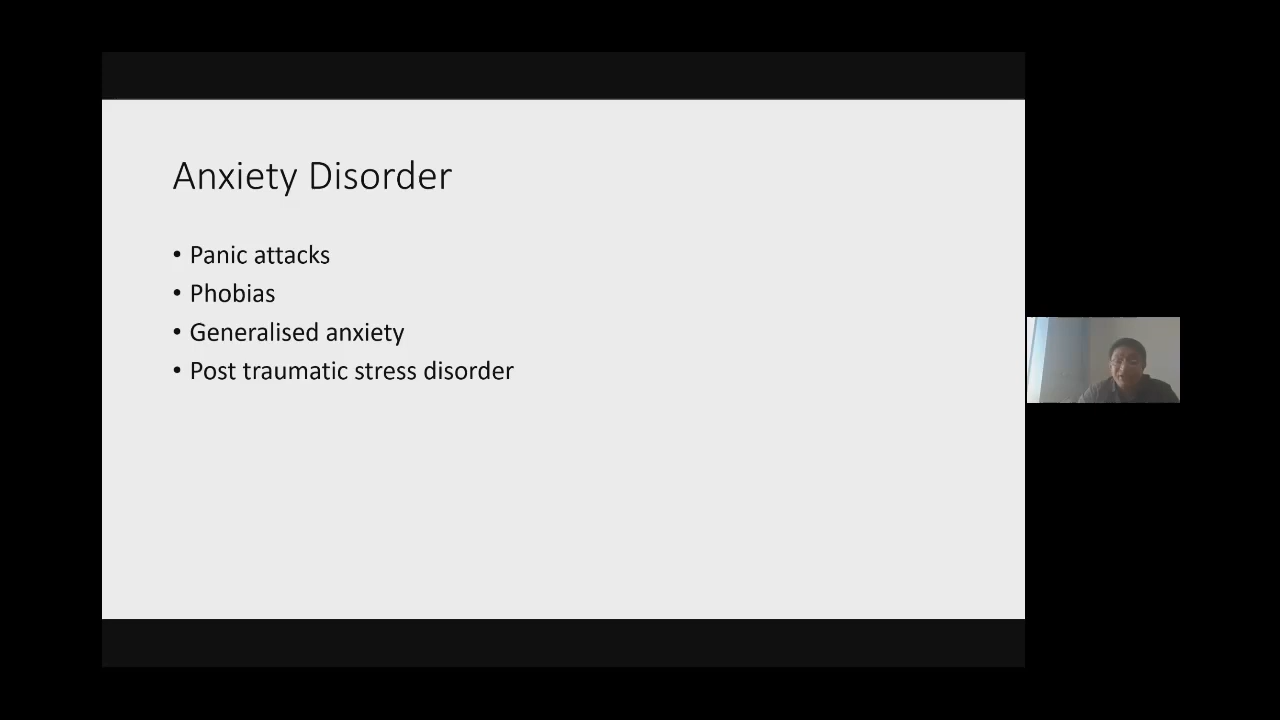 Anxiety Disorder
• Panic attacks
• Phobias
• Generalised anxiety
• Post traumatic stress disorder